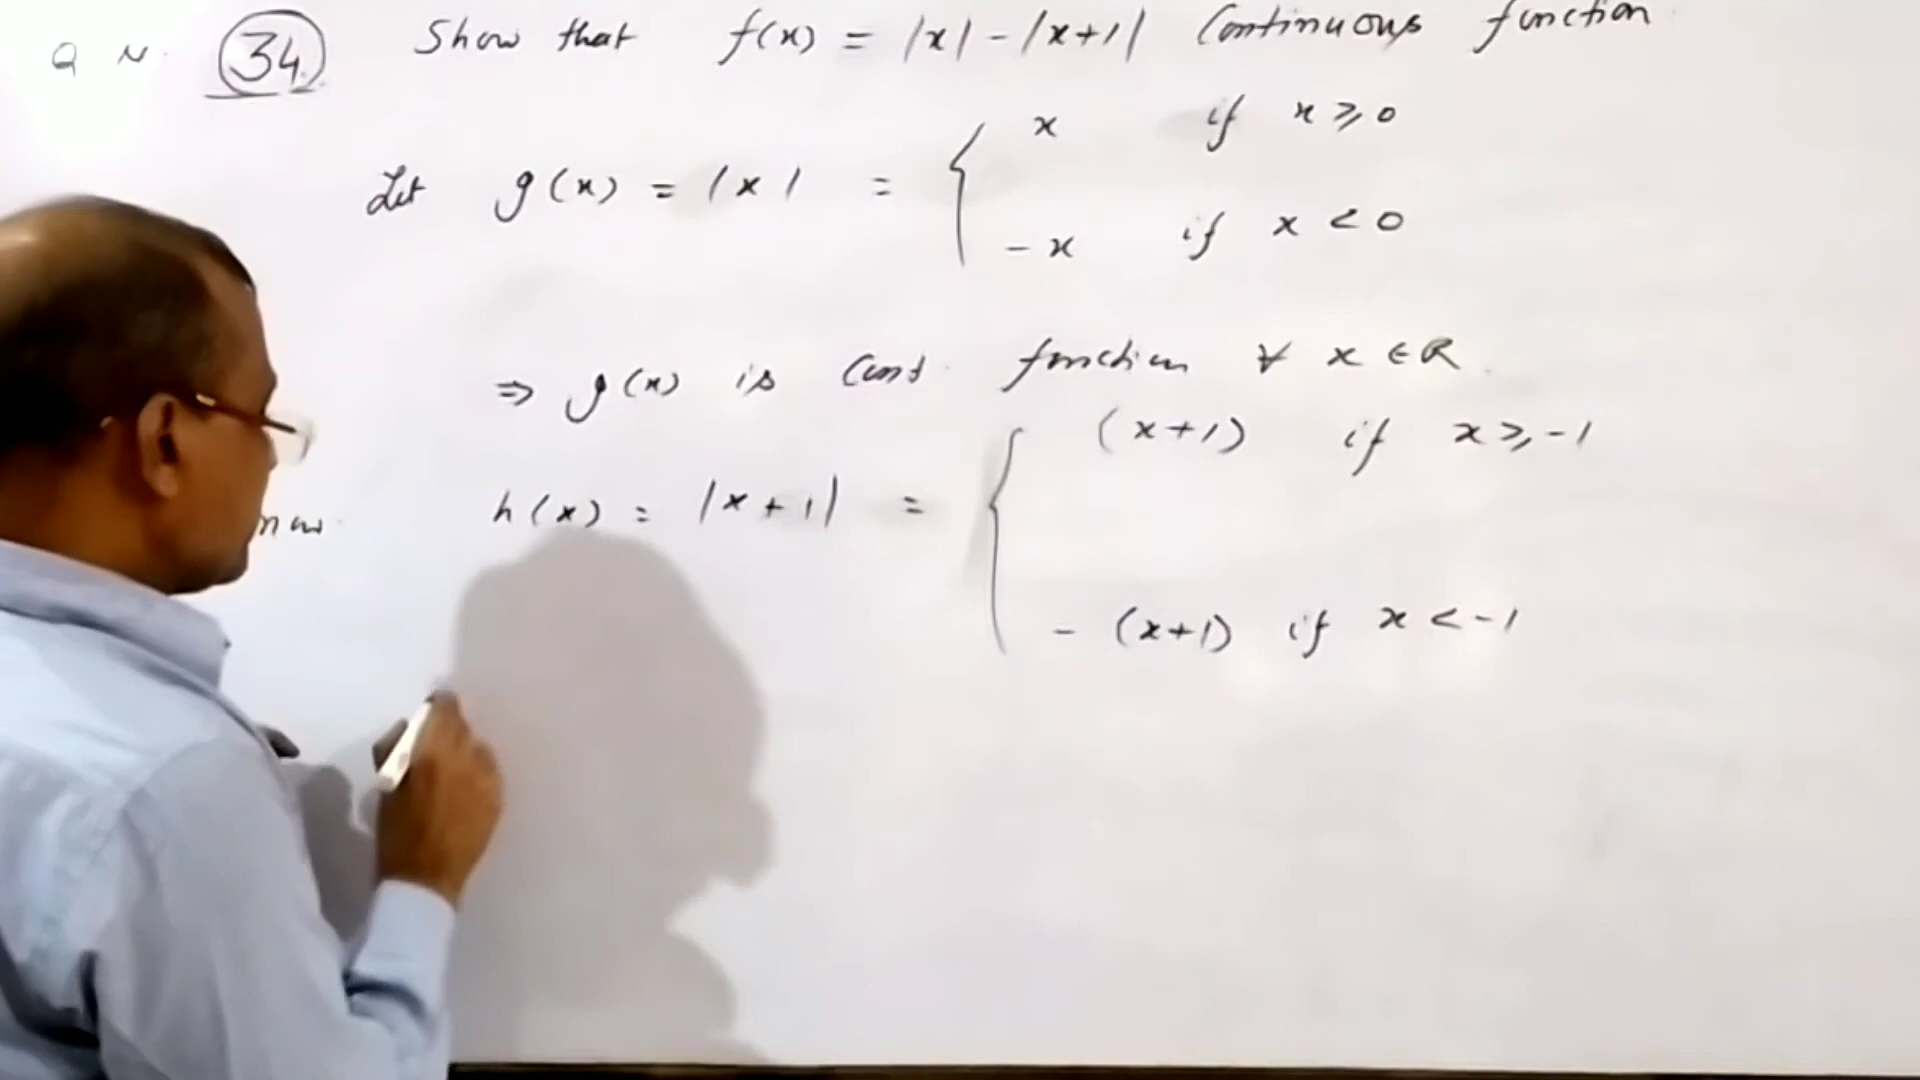 Q N. 34. Show that f(x) = |x| - |x+1| Continuous function.
x if x ≥ 0
Let g(x) = |x| =
-x if x < 0
⇒ g(x) is Cont. function ∀ x ∈ R.
(x+1) if x ≥ -1
now h(x) = |x+1| =
-(x+1) if x < -1